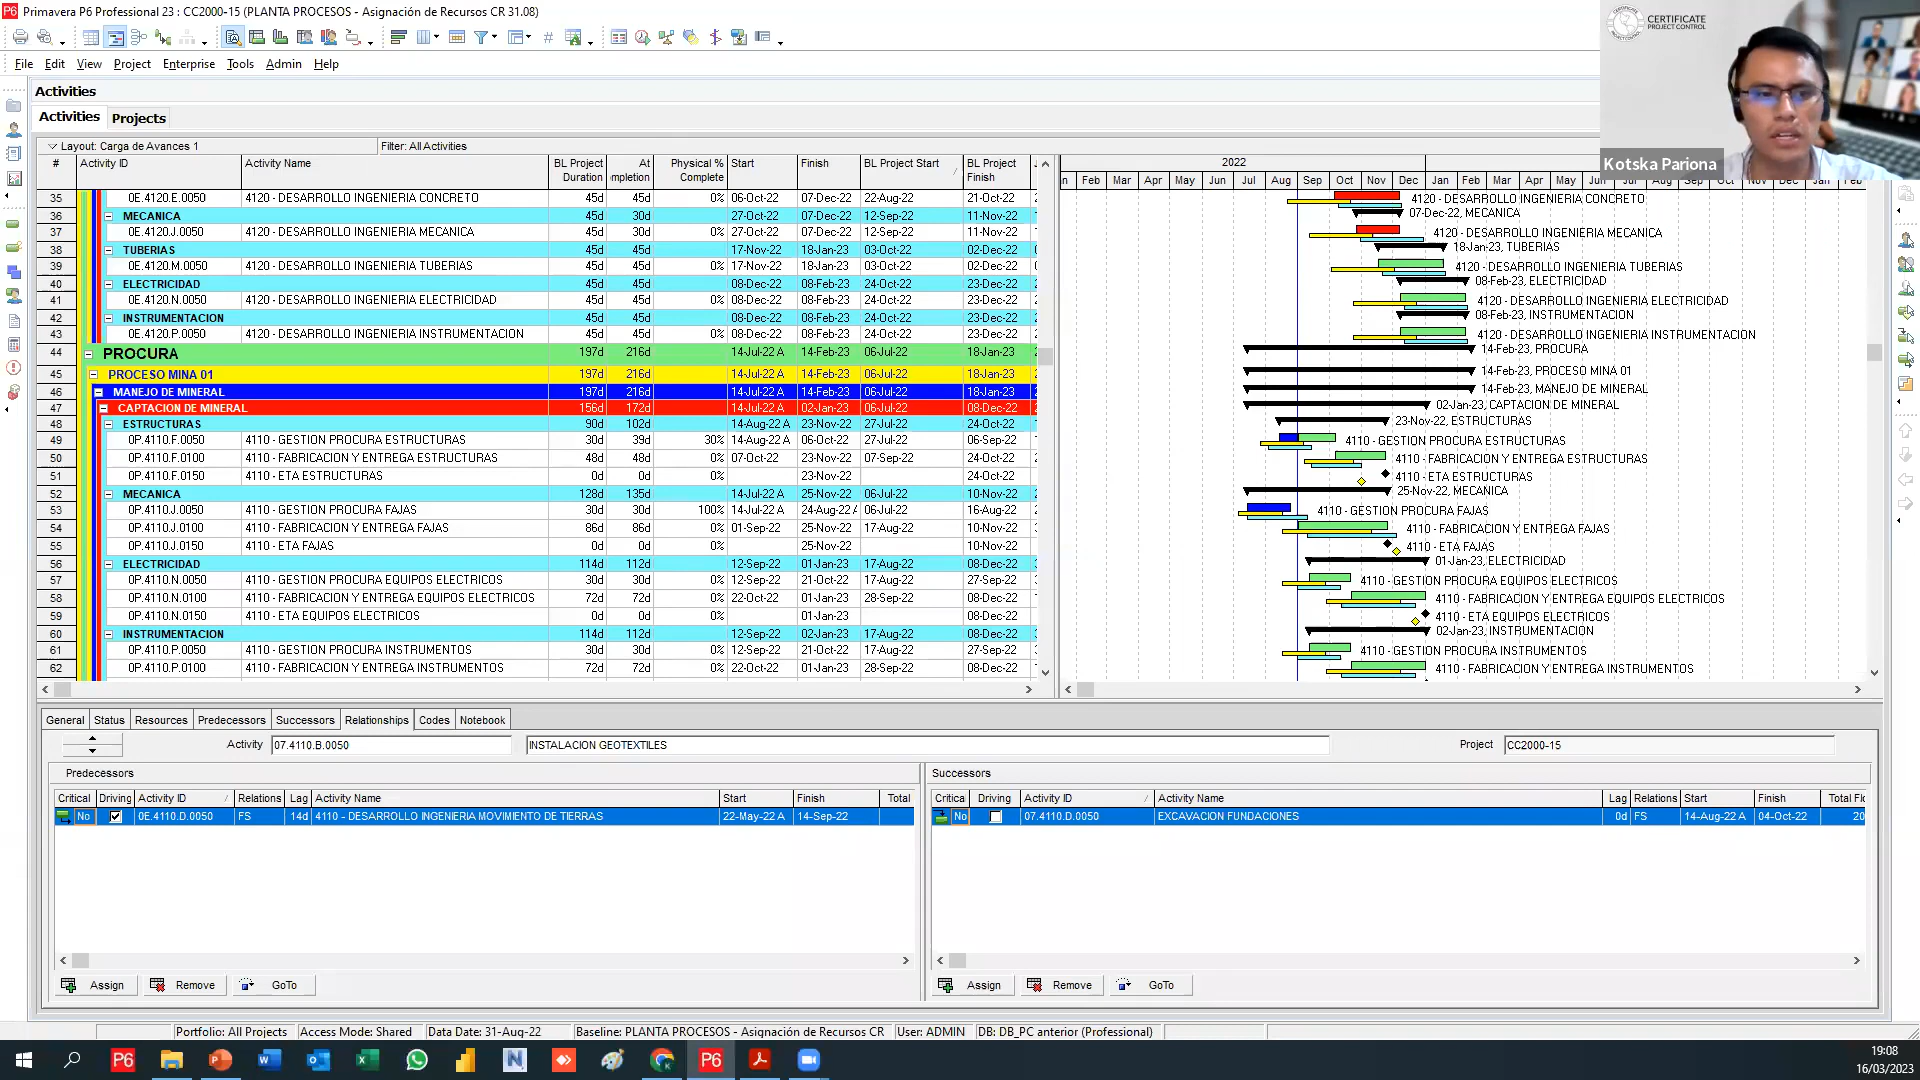 Primavera P6 Professional 23 : CC2000-15 (PLANTA PROCESOS - Asignación de Recursos CR 31.08)
File Edit View Project Enterprise Tools Admin Help
Activities
Activities Projects
Layout: Carga de Avances 1 Filter: All Activities
# Activity ID Activity Name BL Project Duration At Completion Physical % Complete Start Finish BL Project Start BL Project Finish
35 0E.4120.E.0050 4120 - DESARROLLO INGENIERIA CONCRETO 45d 45d 0% 06-Oct-22 07-Dec-22 22-Aug-22 21-Oct-22
36 MECANICA 45d 30d 27-Oct-22 07-Dec-22 12-Sep-22 11-Nov-22
37 0E.4120.J.0050 4120 - DESARROLLO INGENIERIA MECANICA 45d 30d 0% 27-Oct-22 07-Dec-22 12-Sep-22 11-Nov-22
38 TUBERIAS 45d 45d 17-Nov-22 18-Jan-23 03-Oct-22 02-Dec-22
39 0E.4120.M.0050 4120 - DESARROLLO INGENIERIA TUBERIAS 45d 45d 0% 17-Nov-22 18-Jan-23 03-Oct-22 02-Dec-22
40 ELECTRICIDAD 45d 45d 08-Dec-22 08-Feb-23 24-Oct-22 23-Dec-22
41 0E.4120.N.0050 4120 - DESARROLLO INGENIERIA ELECTRICIDAD 45d 45d 0% 08-Dec-22 08-Feb-23 24-Oct-22 23-Dec-22
42 INSTRUMENTACION 45d 45d 08-Dec-22 08-Feb-23 24-Oct-22 23-Dec-22
43 0E.4120.P.0050 4120 - DESARROLLO INGENIERIA INSTRUMENTACION 45d 45d 0% 08-Dec-22 08-Feb-23 24-Oct-22 23-Dec-22
44 PROCURA 197d 216d 14-Jul-22 A 14-Feb-23 06-Jul-22 18-Jan-23
45 PROCESO MINA 01 197d 216d 14-Jul-22 A 14-Feb-23 06-Jul-22 18-Jan-23
46 MANEJO DE MINERAL 197d 216d 14-Jul-22 A 14-Feb-23 06-Jul-22 18-Jan-23
47 CAPTACION DE MINERAL 156d 172d 14-Jul-22 A 02-Jan-23 06-Jul-22 08-Dec-22
48 ESTRUCTURAS 90d 102d 14-Aug-22 A 23-Nov-22 27-Jul-22 24-Oct-22
49 0P.4110.F.0050 4110 - GESTION PROCURA ESTRUCTURAS 30d 39d 30% 14-Aug-22 A 06-Oct-22 27-Jul-22 06-Sep-22
50 0P.4110.F.0100 4110 - FABRICACION Y ENTREGA ESTRUCTURAS 48d 48d 0% 07-Oct-22 23-Nov-22 07-Sep-22 24-Oct-22
51 0P.4110.F.0150 4110 - ETA ESTRUCTURAS 0d 0d 0% 23-Nov-22 24-Oct-22
52 MECANICA 128d 135d 14-Jul-22 A 25-Nov-22 06-Jul-22 10-Nov-22
53 0P.4110.J.0050 4110 - GESTION PROCURA FAJAS 30d 30d 100% 14-Jul-22 A 24-Aug-22 06-Jul-22 16-Aug-22
54 0P.4110.J.0100 4110 - FABRICACION Y ENTREGA FAJAS 86d 86d 0% 01-Sep-22 25-Nov-22 17-Aug-22 10-Nov-22
55 0P.4110.J.0150 4110 - ETA FAJAS 0d 0d 0% 25-Nov-22 10-Nov-22
56 ELECTRICIDAD 114d 112d 12-Sep-22 01-Jan-23 17-Aug-22 08-Dec-22
57 0P.4110.N.0050 4110 - GESTION PROCURA EQUIPOS ELECTRICOS 30d 30d 0% 12-Sep-22 21-Oct-22 17-Aug-22 27-Sep-22
58 0P.4110.N.0100 4110 - FABRICACION Y ENTREGA EQUIPOS ELECTRICOS 72d 72d 0% 22-Oct-22 01-Jan-23 28-Sep-22 08-Dec-22
59 0P.4110.N.0150 4110 - ETA EQUIPOS ELECTRICOS 0d 0d 0% 01-Jan-23 08-Dec-22
60 INSTRUMENTACION 114d 112d 12-Sep-22 02-Jan-23 17-Aug-22 08-Dec-22
61 0P.4110.P.0050 4110 - GESTION PROCURA INSTRUMENTOS 30d 30d 0% 12-Sep-22 21-Oct-22 17-Aug-22 27-Sep-22
62 0P.4110.P.0100 4110 - FABRICACION Y ENTREGA INSTRUMENTOS 72d 72d 0% 22-Oct-22 01-Jan-23 28-Sep-22 08-Dec-22
2022
Feb Mar Apr May Jun Jul Aug Sep Oct Nov Dec Jan Feb Mar Apr May Jun Jul Aug Sep Oct Nov Dec Jan Feb
4120 - DESARROLLO INGENIERIA CONCRETO
07-Dec-22, MECANICA
4120 - DESARROLLO INGENIERIA MECANICA
18-Jan-23, TUBERIAS
4120 - DESARROLLO INGENIERIA TUBERIAS
08-Feb-23, ELECTRICIDAD
4120 - DESARROLLO INGENIERIA ELECTRICIDAD
08-Feb-23, INSTRUMENTACION
4120 - DESARROLLO INGENIERIA INSTRUMENTACION
14-Feb-23, PROCURA
14-Feb-23, PROCESO MINA 01
14-Feb-23, MANEJO DE MINERAL
02-Jan-23, CAPTACION DE MINERAL
23-Nov-22, ESTRUCTURAS
4110 - GESTION PROCURA ESTRUCTURAS
4110 - FABRICACION Y ENTREGA ESTRUCTURAS
4110 - ETA ESTRUCTURAS
25-Nov-22, MECANICA
4110 - GESTION PROCURA FAJAS
4110 - FABRICACION Y ENTREGA FAJAS
4110 - ETA FAJAS
01-Jan-23, ELECTRICIDAD
4110 - GESTION PROCURA EQUIPOS ELECTRICOS
4110 - FABRICACION Y ENTREGA EQUIPOS ELECTRICOS
4110 - ETA EQUIPOS ELECTRICOS
02-Jan-23, INSTRUMENTACION
4110 - GESTION PROCURA INSTRUMENTOS
4110 - FABRICACION Y ENTREGA INSTRUMENTOS
CERTIFICATE
PROJECT CONTROL
Kotska Pariona
General Status Resources Predecessors Successors Relationships Codes Notebook
Activity 07.4110.B.0050 INSTALACION GEOTEXTILES Project CC2000-15
Predecessors
Critical Driving Activity ID Relations Lag Activity Name Start Finish Total
No 0E.4110.D.0050 FS 14d 4110 - DESARROLLO INGENIERIA MOVIMIENTO DE TIERRAS 22-May-22 A 14-Sep-22
Assign Remove GoTo
Successors
Critica Driving Activity ID Activity Name Lag Relations Start Finish Total Flo
No 07.4110.D.0050 EXCAVACION FUNDACIONES 0d FS 14-Aug-22 A 04-Oct-22 20
Assign Remove GoTo
Portfolio: All Projects Access Mode: Shared Data Date: 31-Aug-22 Baseline: PLANTA PROCESOS - Asignación de Recursos CR User: ADMIN DB: DB_PC anterior (Professional)
19:08
16/03/2023